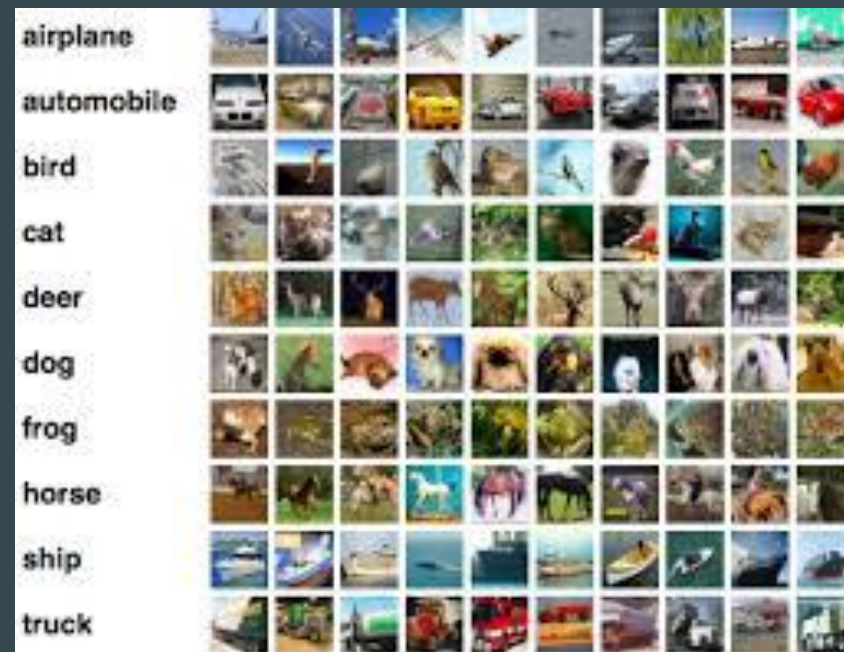 airplane
automobile
bird
cat
deer
dog
frog
horse
ship
truck